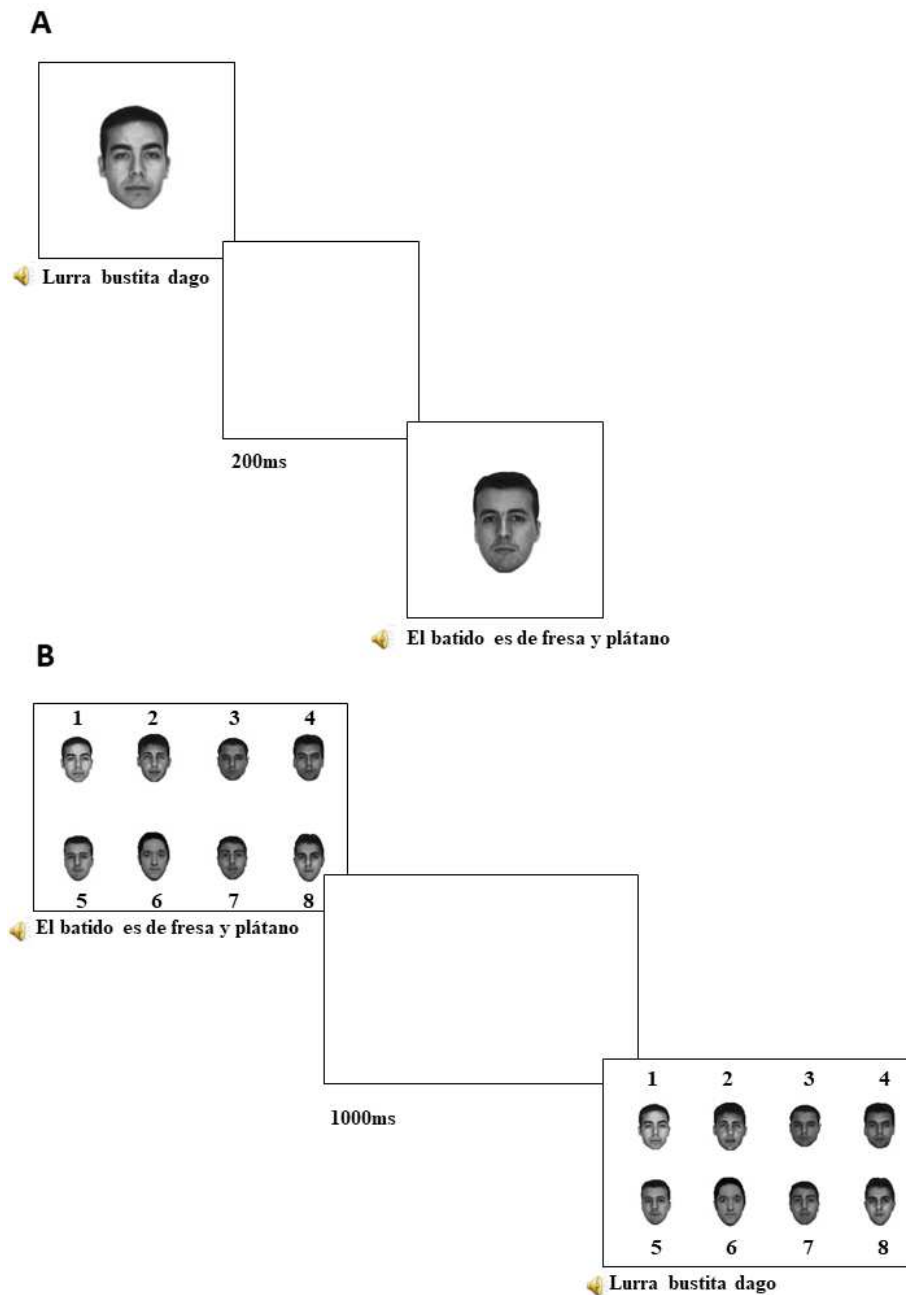 A
Lurra bustita dago
200ms
El batido es de fresa y plátano
B
1 2 3 4
5 6 7 8
El batido es de fresa y plátano
1000ms
1 2 3 4
5 6 7 8
Lurra bustita dago